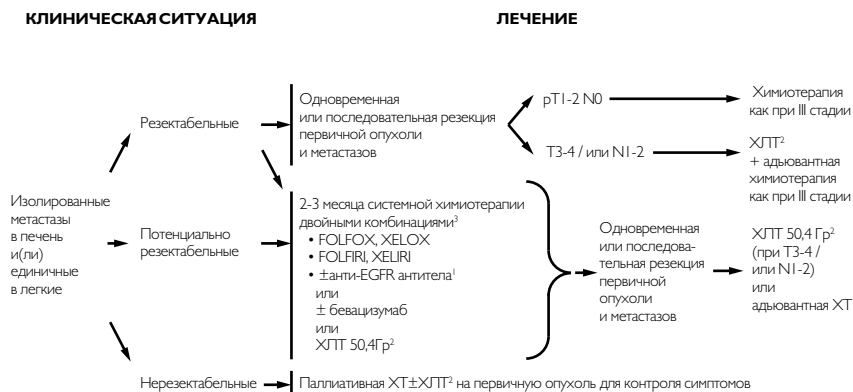 КЛИНИЧЕСКАЯ СИТУАЦИЯ
ЛЕЧЕНИЕ
Изолированные
метастазы
в печень
и(ли)
единичные
в легкие
Резектабельные
Одновременная
или последовательная резекция
первичной опухоли
и метастазов
pT1-2 N0
Химиотерапия
как при III стадии
T3-4 / или N1-2
ХЛТ²
+ адъювантная
химиотерапия
как при III стадии
Потенциально
резектабельные
2-3 месяца системной химиотерапии
двойными комбинациями³
• FOLFOX, XELOX
• FOLFIRI, XELIRI
• ±анти-EGFR антитела¹
или
± бевацизумаб
или
ХЛТ 50,4Гр²
Одновременная
или последова-
тельная резекция
первичной
опухоли
и метастазов
ХЛТ 50,4 Гр²
(при T3-4 /
или N1-2)
или
адъювантная ХТ
Нерезектабельные
Паллиативная ХТ±ХЛТ² на первичную опухоль для контроля симптомов